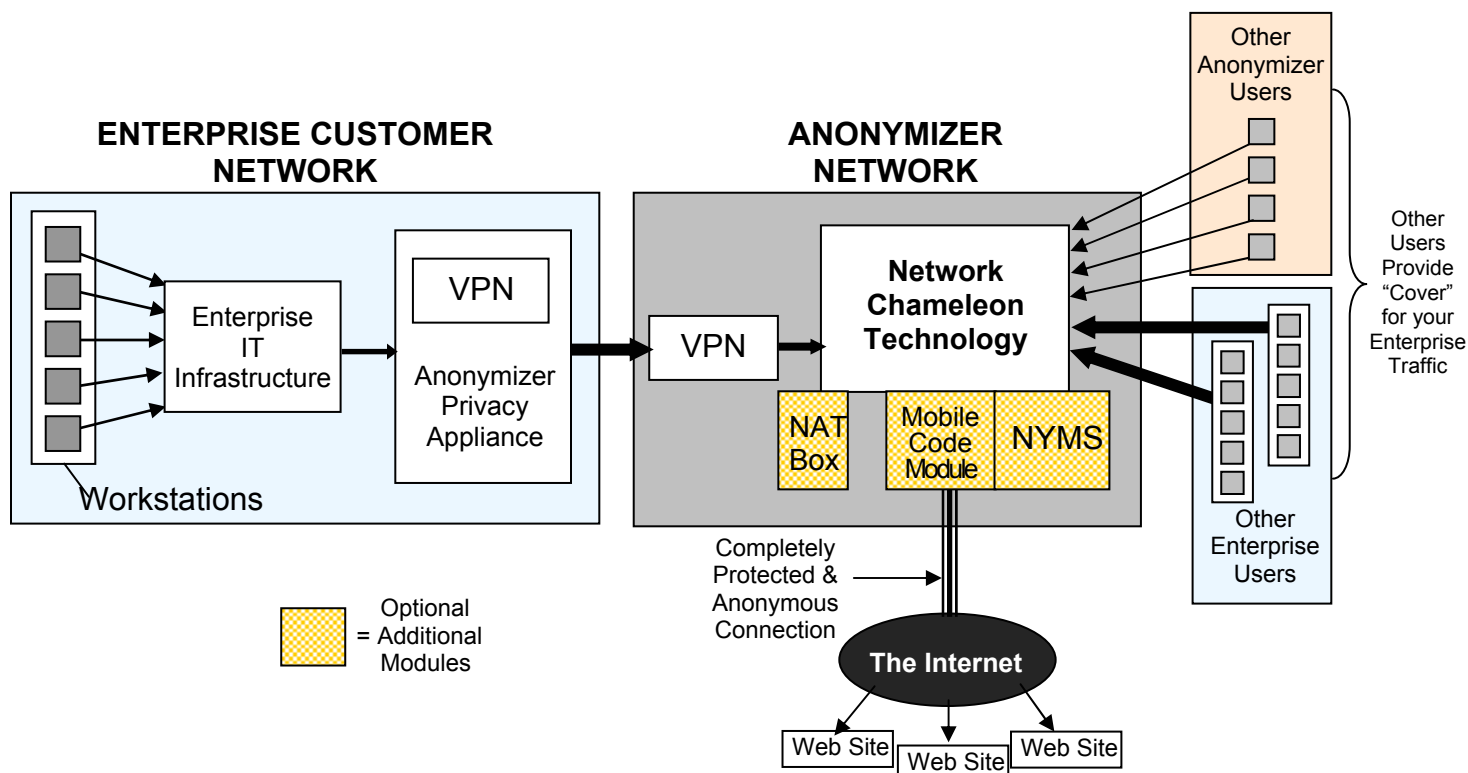 ENTERPRISE CUSTOMER
NETWORK
VPN
Enterprise
IT
Infrastructure
Anonymizer
Privacy
Appliance
Workstations
ANONYMIZER
NETWORK
VPN
Network
Chameleon
Technology
NAT
Box
Mobile
Code
Module
NYMS
Other
Anonymizer
Users
Other
Users
Provide
“Cover”
for your
Enterprise
Traffic
Other
Enterprise
Users
Completely
Protected &
Anonymous
Connection
Optional
= Additional
Modules
The Internet
Web Site
Web Site
Web Site